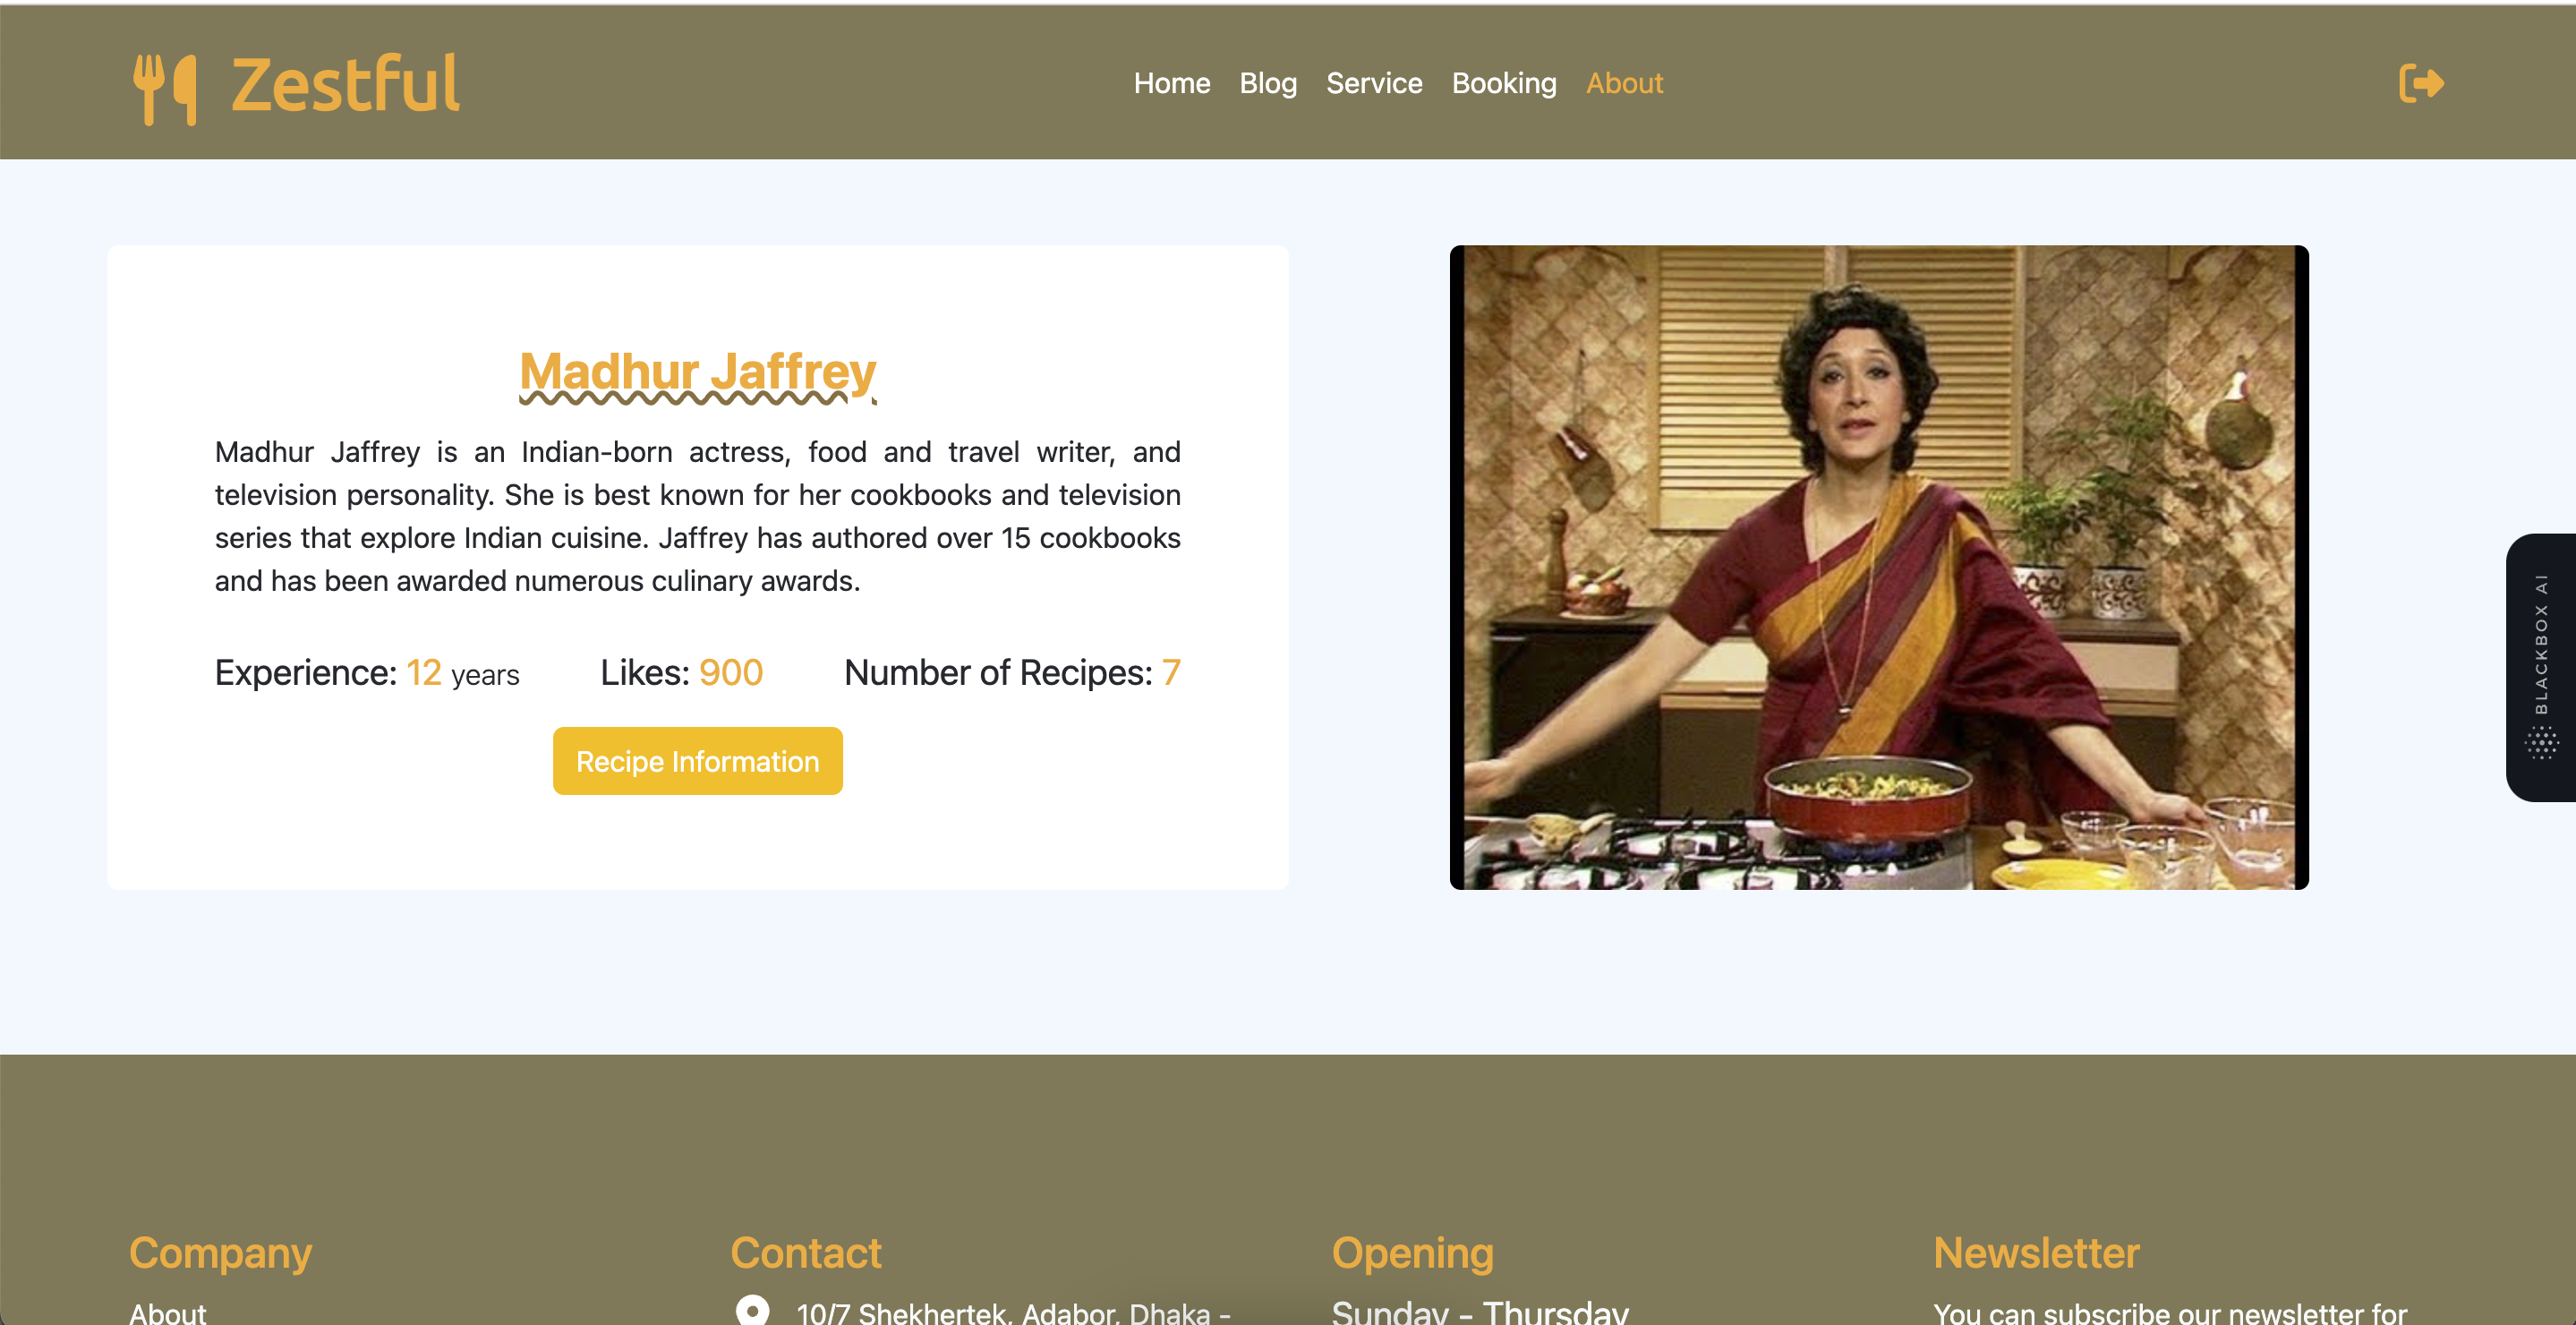 Zestful
Home Blog Service Booking About
Madhur Jaffrey
Madhur Jaffrey is an Indian-born actress, food and travel writer, and
television personality. She is best known for her cookbooks and television
series that explore Indian cuisine. Jaffrey has authored over 15 cookbooks
and has been awarded numerous culinary awards.
Experience: 12 years Likes: 900 Number of Recipes: 7
Recipe Information
BLACKBOX AI
Company Contact Opening Newsletter
About 10/7 Shekhertek, Adabor, Dhaka - Sunday - Thursday You can subscribe our newsletter for